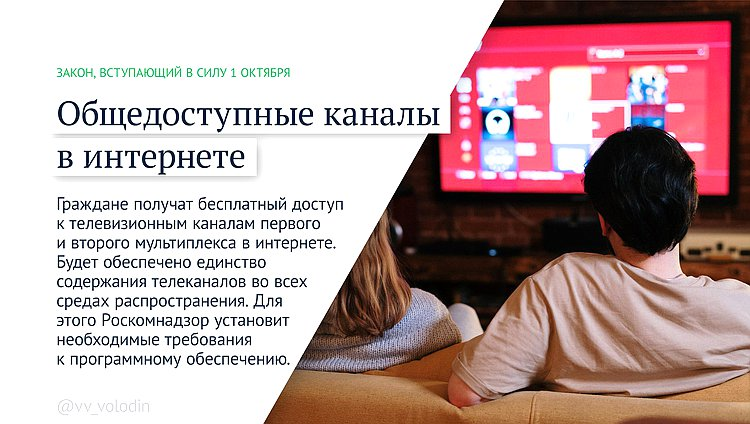 ЗАКОН, ВСТУПАЮЩИЙ В СИЛУ 1 ОКТЯБРЯ
Общедоступные каналы
в интернете
Граждане получат бесплатный доступ
к телевизионным каналам первого
и второго мультиплекса в интернете.
Будет обеспечено единство
содержания телеканалов во всех
средах распространения. Для
этого Роскомнадзор установит
необходимые требования
к программному обеспечению.
@vv_volodin